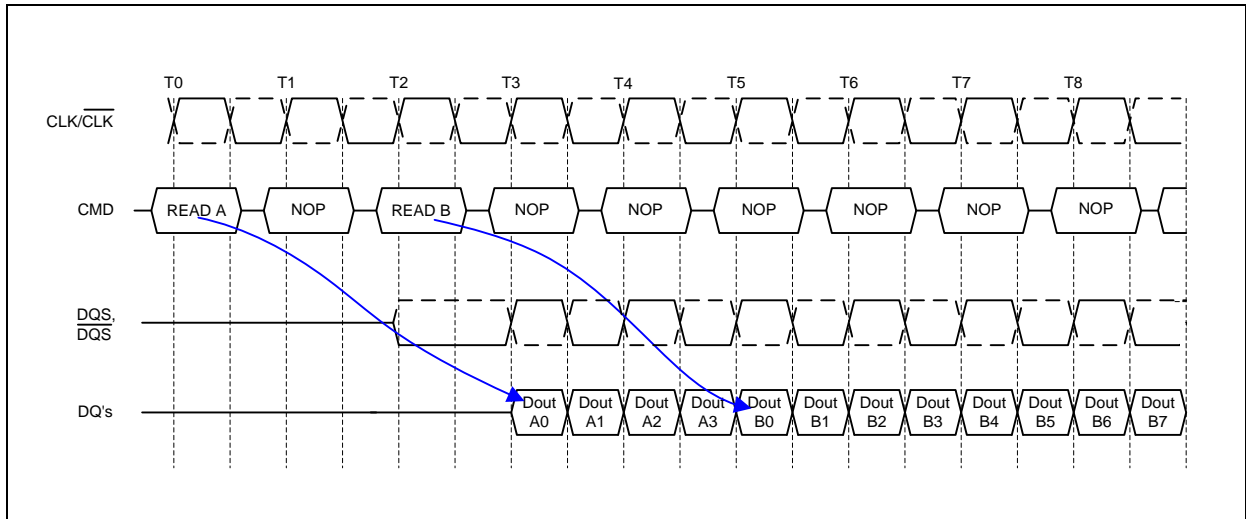 T0 T1 T2 T3 T4 T5 T6 T7 T8
CLK/CLK
CMD READ A NOP READ B NOP NOP NOP NOP NOP NOP
DQS,
DQS
DQ's Dout Dout Dout Dout Dout Dout Dout Dout Dout Dout Dout Dout
A0 A1 A2 A3 B0 B1 B2 B3 B4 B5 B6 B7